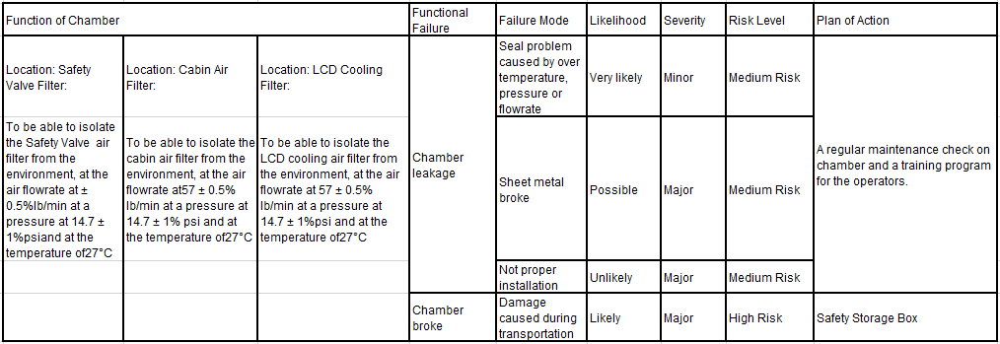 Function of Chamber
Functional
Failure
Failure Mode
Likelihood
Severity
Risk Level
Plan of Action
Location: Safety
Valve Filter:
Location: Cabin Air
Filter:
Location: LCD Cooling
Filter:
Seal problem
caused by over
temperature,
pressure or
flowrate
Very likely
Minor
Medium Risk
To be able to isolate
the Safety Valve  air
filter from the
environment, at the
air flowrate at ±
0.5%lb/min at a
pressure at 14.7 ±
1%psiand at the
temperature of27°C
To be able to isolate the
cabin air filter from the
environment, at the air
flowrate at57 ± 0.5%
lb/min at a pressure at
14.7 ± 1% psi and at
the temperature of27°C
To be able to isolate the
LCD cooling air filter from
the environment, at the air
flowrate at 57 ± 0.5%
lb/min at a pressure at
14.7 ± 1%psi and at the
temperature of27°C
Chamber
leakage
Sheet metal
broke
Possible
Major
Medium Risk
A regular maintenance check on
chamber and a training program
for the operators.
Not proper
installation
Unlikely
Major
Medium Risk
Chamber
broke
Damage
caused during
transportation
Likely
Major
High Risk
Safety Storage Box